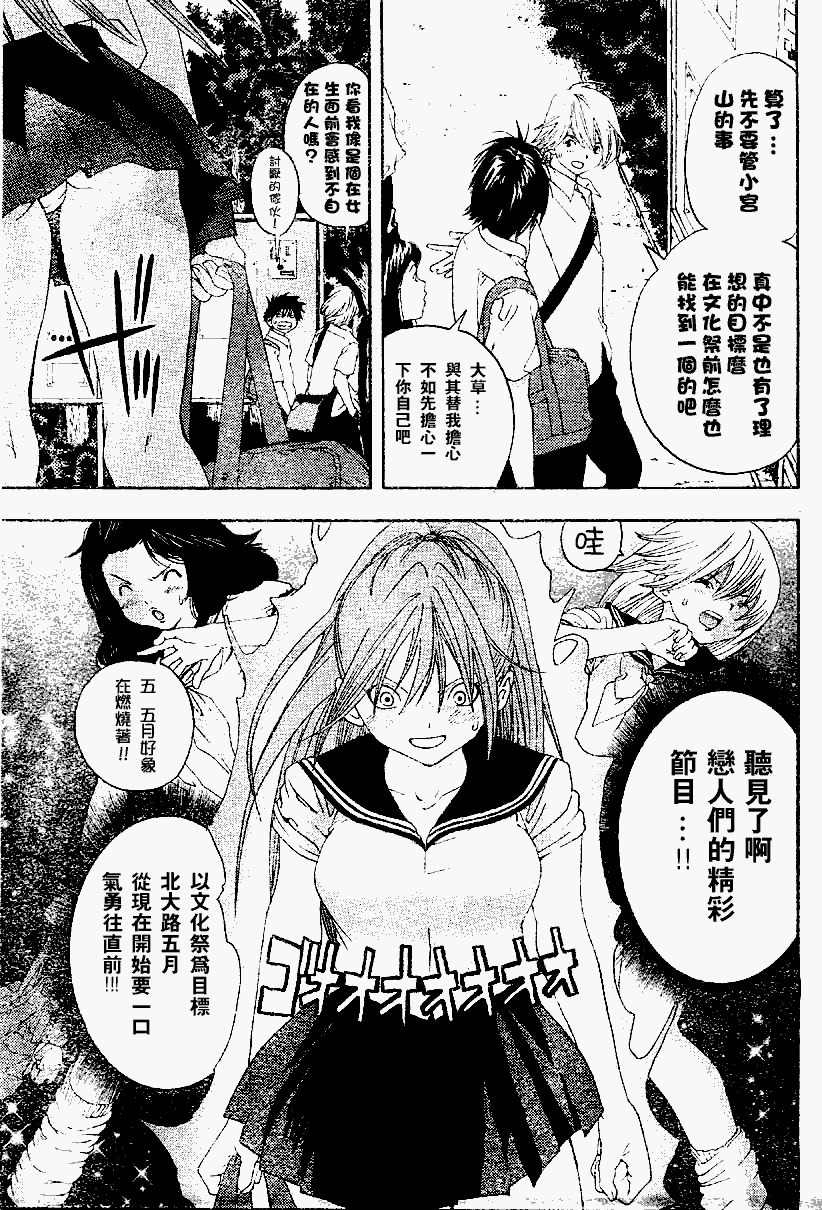 算了…
先不要管小宮
山的事
真中不是也有了理
想的目標麼
在文化祭前怎麼也
能找到一個的吧
大草…
與其替我擔心
不如先擔心一
下你自己吧
你看我像是個在女
生面前會感到不自
在的人嗎？
討厭的傢伙！
哇
聽見了啊
戀人們的精彩
節目…!!
五 五月好象
在燃燒著!!
以文化祭爲目標
北大路五月
從現在開始要一口
氣勇往直前!!!
ゴオオオオオオオ